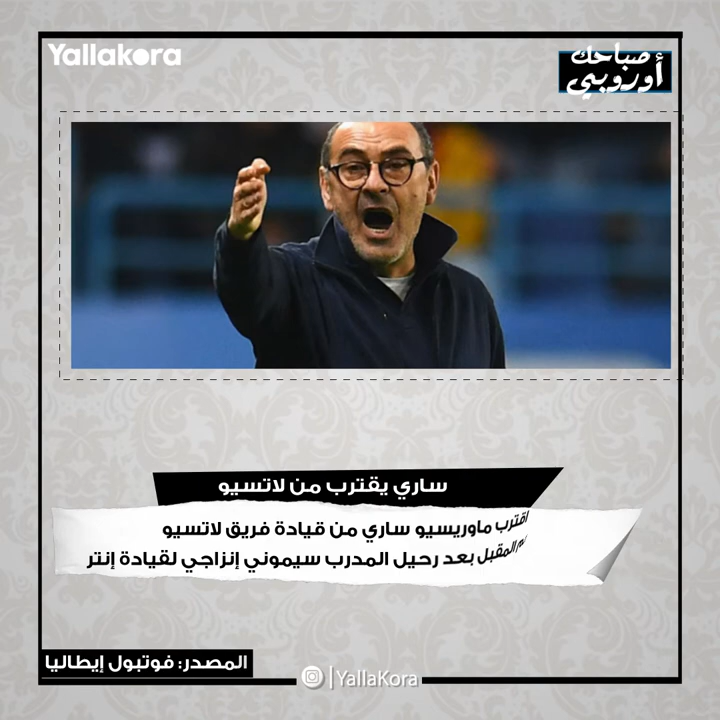 Yallakora
صباحك
أوروبي
ساري يقترب من لاتسيو
اقترب ماوريسيو ساري من قيادة فريق لاتسيو
المقبل بعد رحيل المدرب سيموني إنزاجي لقيادة إنتر
المصدر: فوتبول إيطاليا
YallaKora